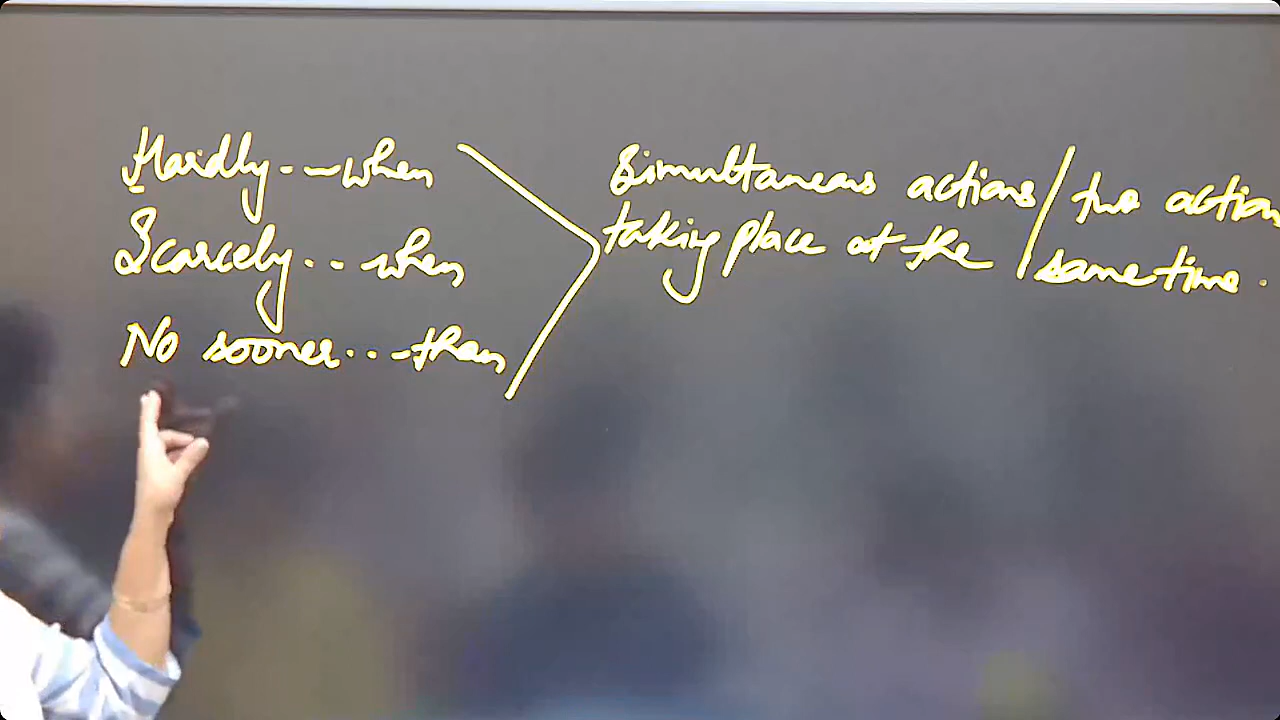 Hardly - - - when
Scarcely - - - when
No sooner - - - than
Simultaneous actions / two action
taking place at the / same time.